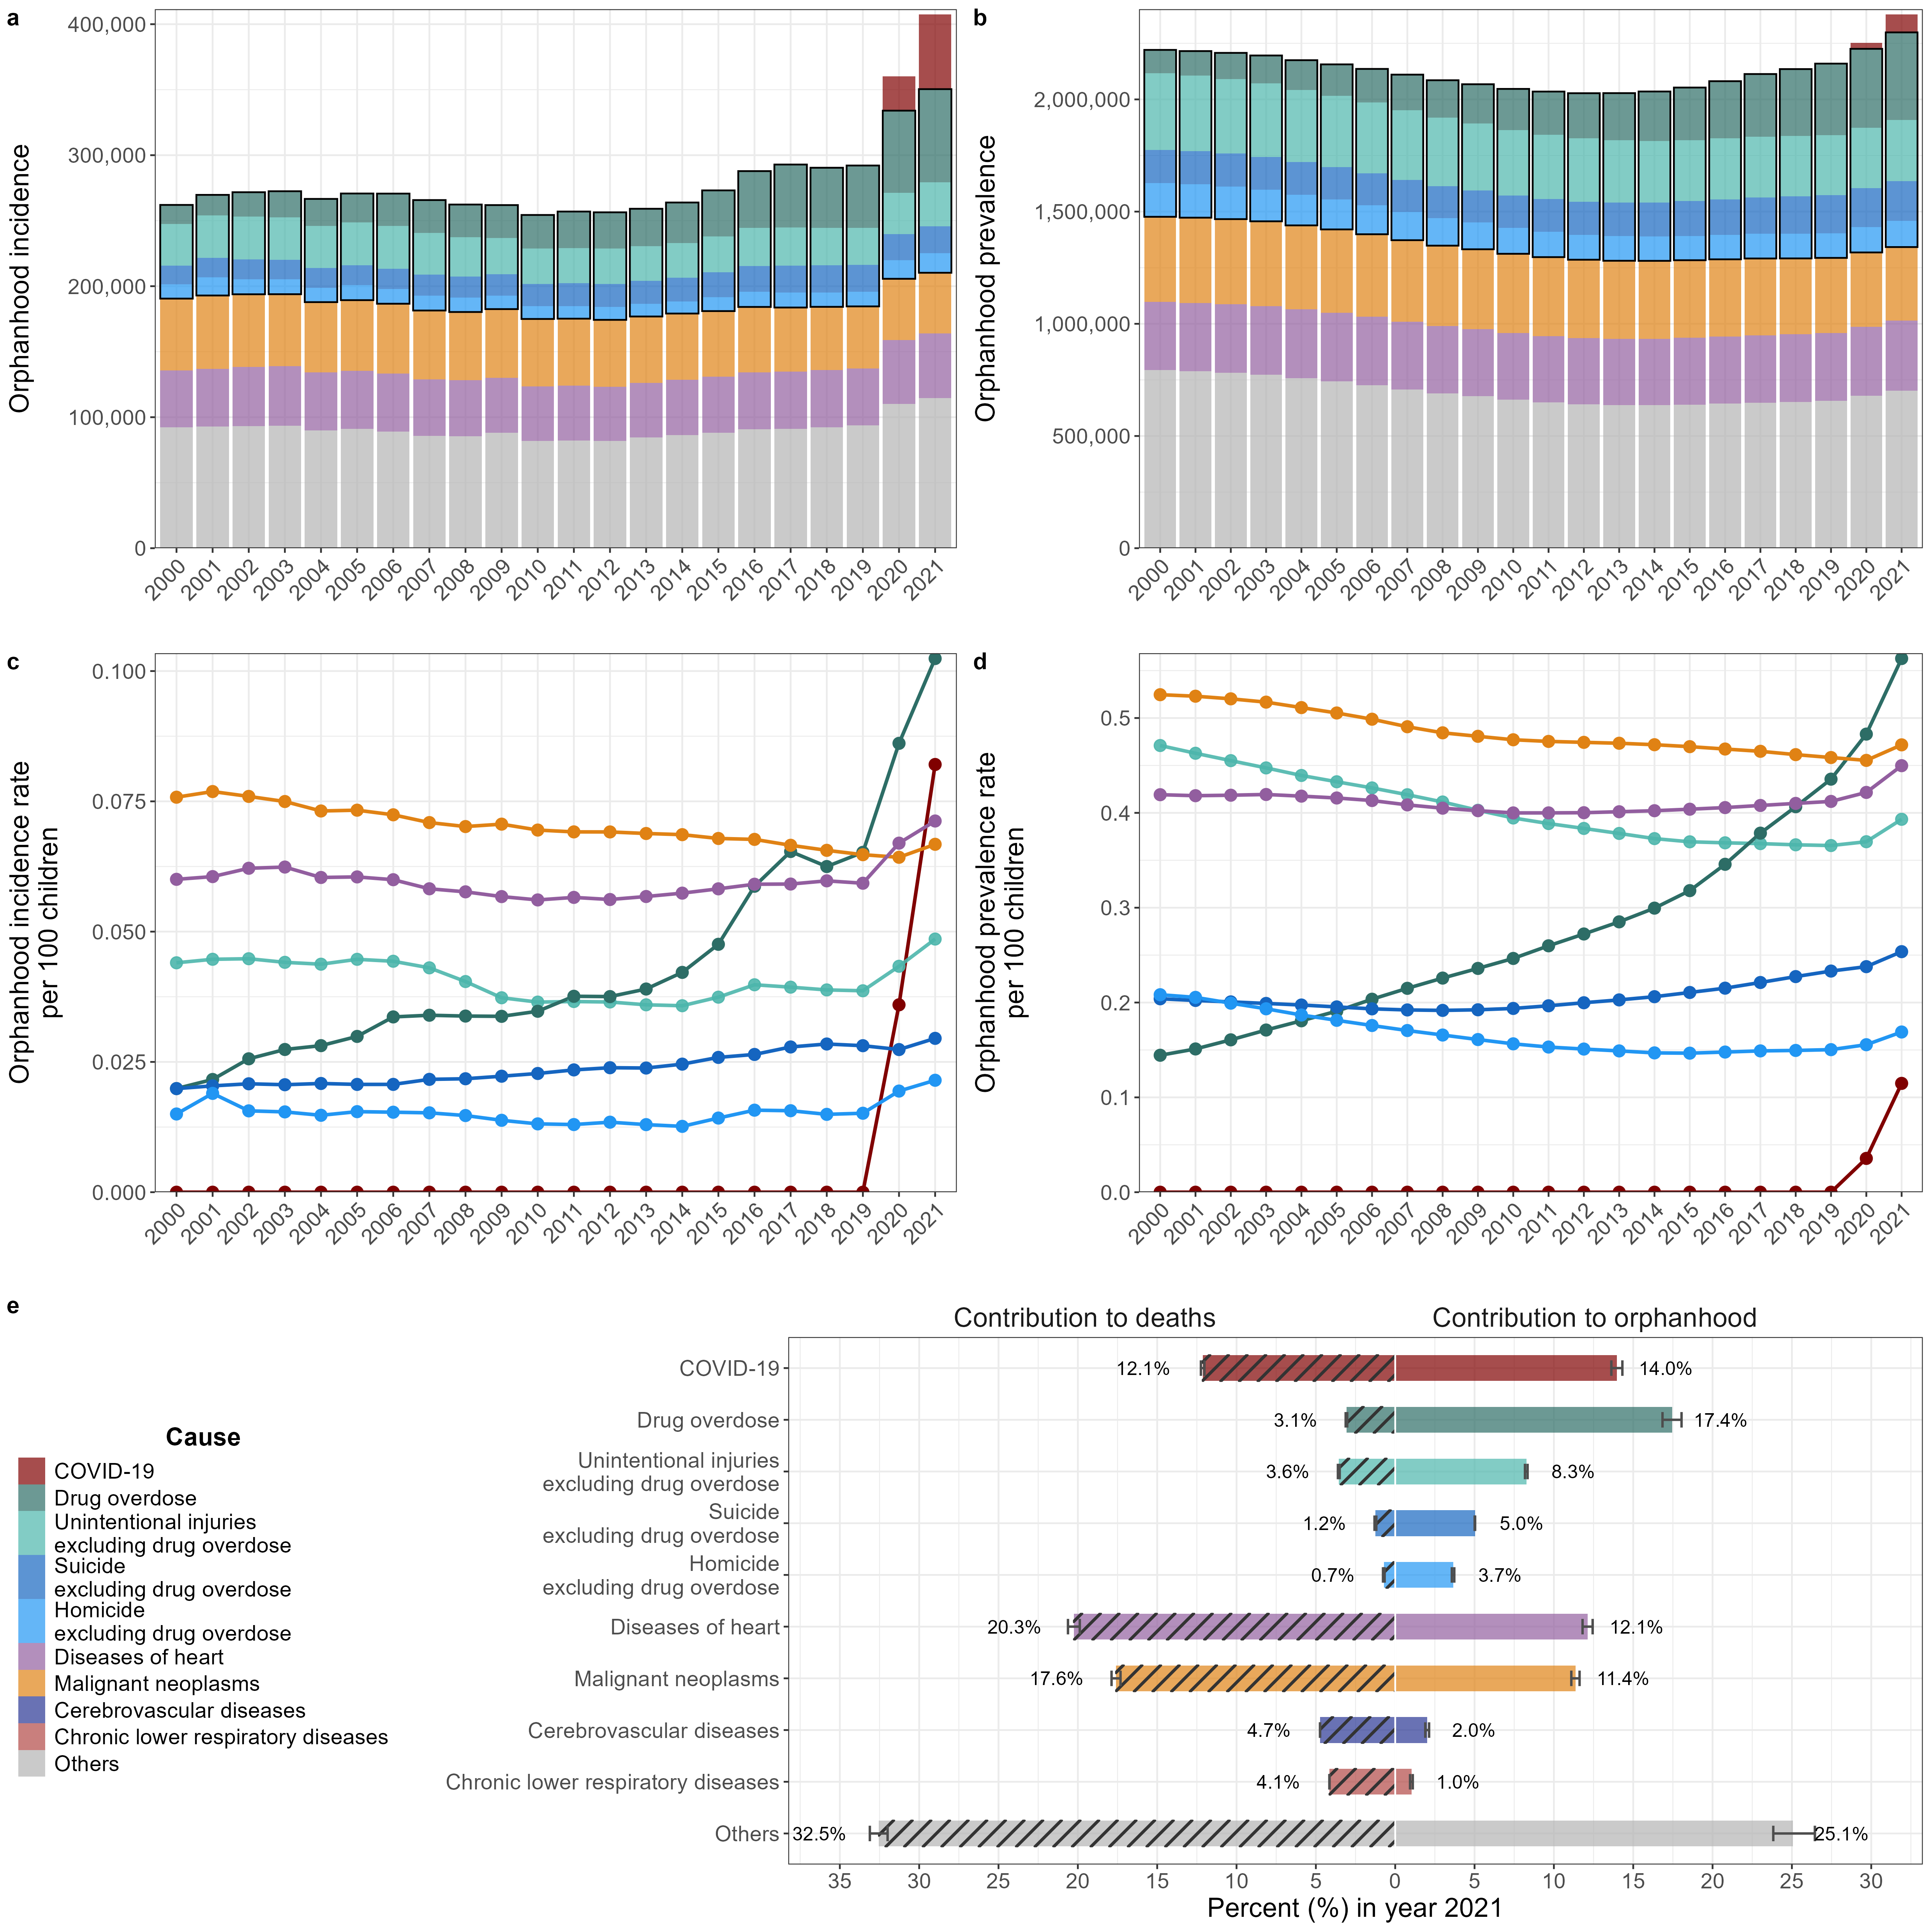 a
Orphanhood incidence
400,000
300,000
200,000
100,000
0
2000 2001 2002 2003 2004 2005 2006 2007 2008 2009 2010 2011 2012 2013 2014 2015 2016 2017 2018 2019 2020 2021
b
Orphanhood prevalence
2,000,000
1,500,000
1,000,000
500,000
0
2000 2001 2002 2003 2004 2005 2006 2007 2008 2009 2010 2011 2012 2013 2014 2015 2016 2017 2018 2019 2020 2021
c
Orphanhood incidence rate
per 100 children
0.100
0.075
0.050
0.025
0.000
2000 2001 2002 2003 2004 2005 2006 2007 2008 2009 2010 2011 2012 2013 2014 2015 2016 2017 2018 2019 2020 2021
d
Orphanhood prevalence rate
per 100 children
0.5
0.4
0.3
0.2
0.1
0.0
2000 2001 2002 2003 2004 2005 2006 2007 2008 2009 2010 2011 2012 2013 2014 2015 2016 2017 2018 2019 2020 2021
e
Cause
COVID-19
Drug overdose
Unintentional injuries
excluding drug overdose
Suicide
excluding drug overdose
Homicide
excluding drug overdose
Diseases of heart
Malignant neoplasms
Cerebrovascular diseases
Chronic lower respiratory diseases
Others
Contribution to deaths Contribution to orphanhood
COVID-19 12.1% 14.0%
Drug overdose 3.1% 17.4%
Unintentional injuries
excluding drug overdose 3.6% 8.3%
Suicide
excluding drug overdose 1.2% 5.0%
Homicide
excluding drug overdose 0.7% 3.7%
Diseases of heart 20.3% 12.1%
Malignant neoplasms 17.6% 11.4%
Cerebrovascular diseases 4.7% 2.0%
Chronic lower respiratory diseases 4.1% 1.0%
Others 32.5% 25.1%
35 30 25 20 15 10 5 0 5 10 15 20 25 30
Percent (%) in year 2021